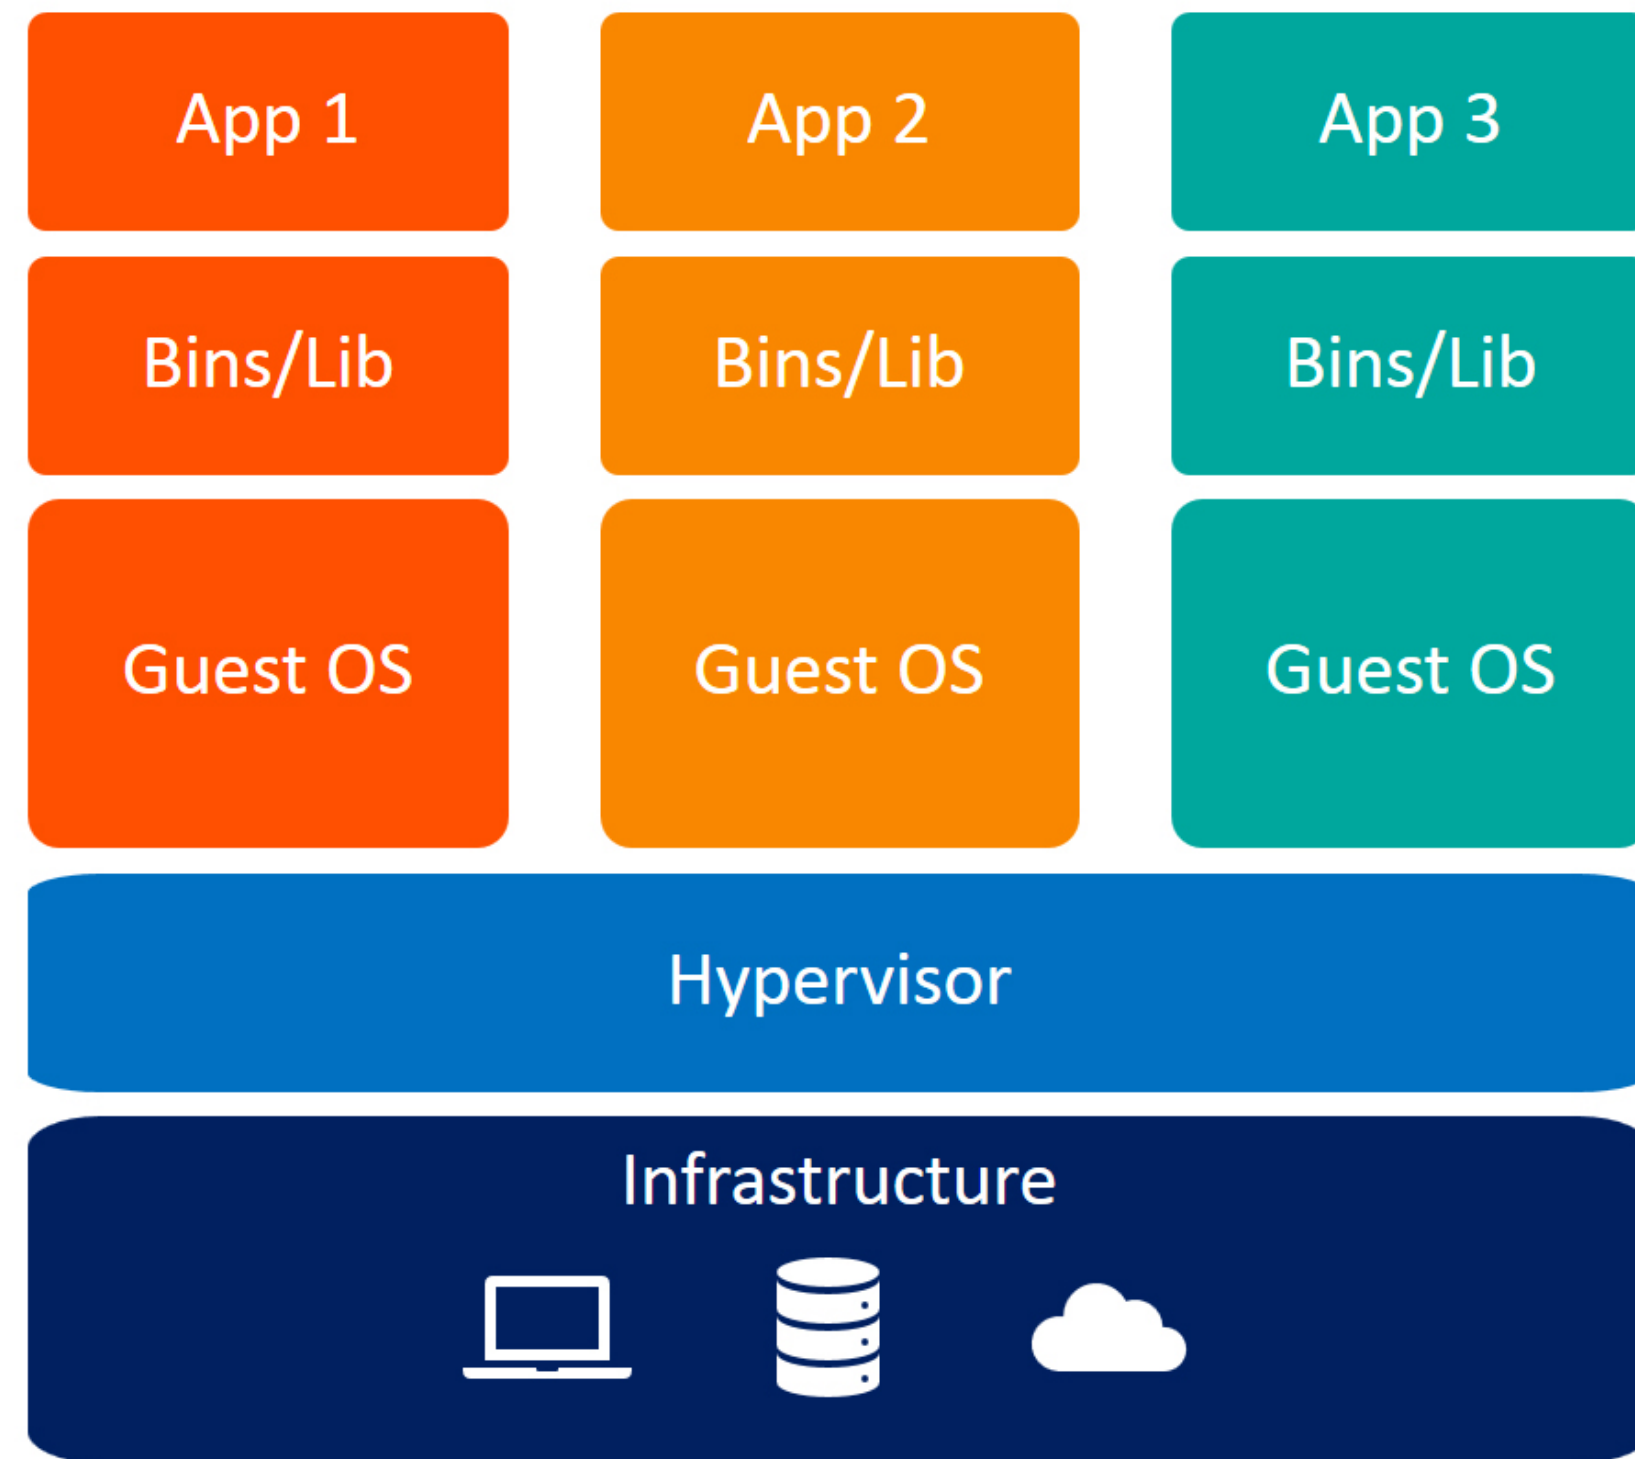 App 1
App 2
App 3
Bins/Lib
Bins/Lib
Bins/Lib
Guest OS
Guest OS
Guest OS
Hypervisor
Infrastructure